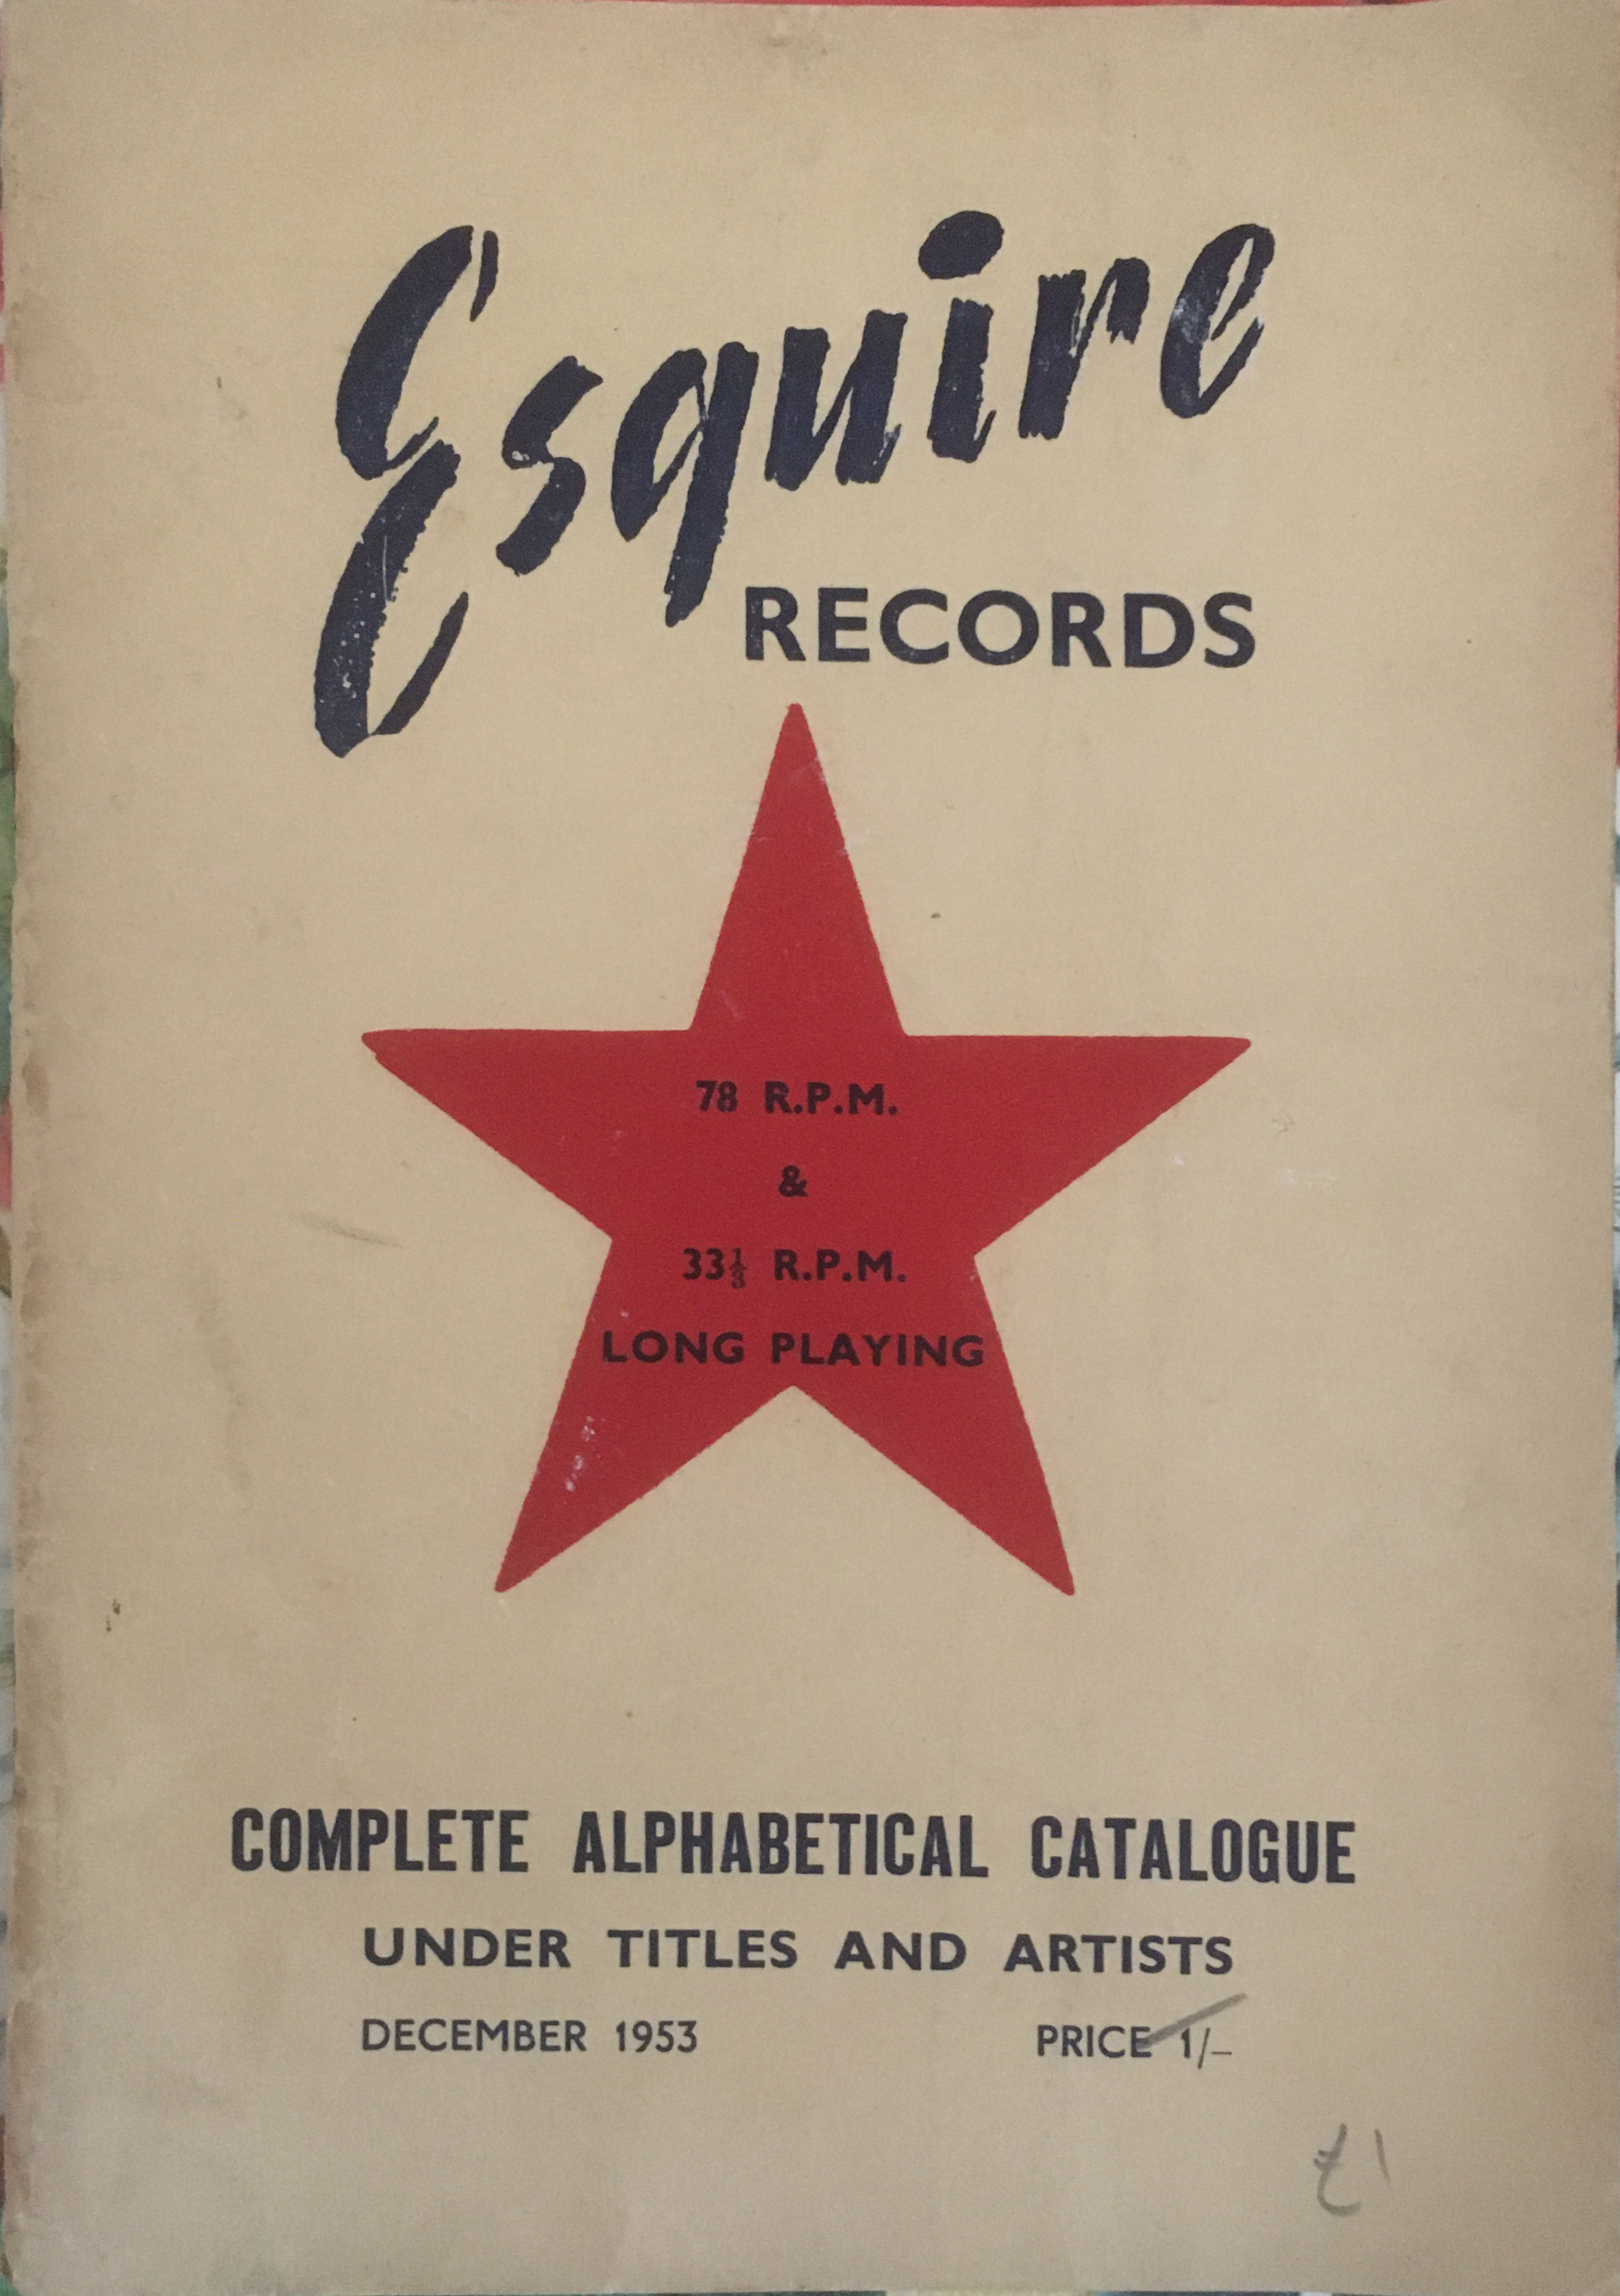 Esquire
RECORDS
78 R.P.M.
&
33⅓ R.P.M.
LONG PLAYING
COMPLETE ALPHABETICAL CATALOGUE
UNDER TITLES AND ARTISTS
DECEMBER 1953 PRICE 1/-
£1